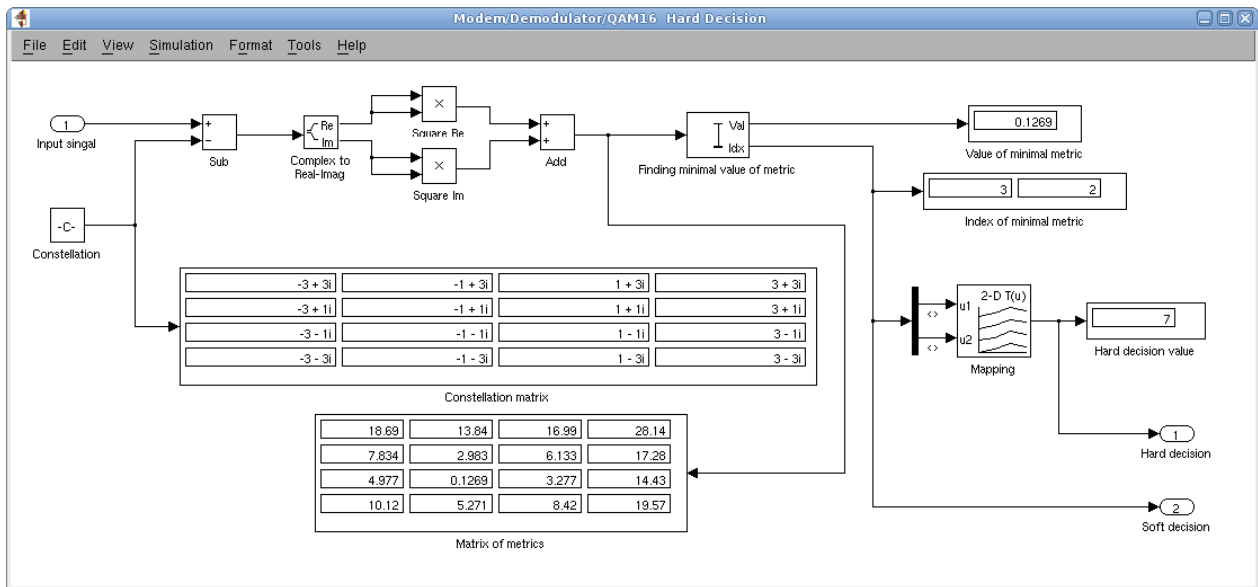 Modem/Demodulator/QAM16 Hard Decision
File Edit View Simulation Format Tools Help
1
Input singal
+
−
Sub
Re
Im
Complex to
Real-Imag
×
Square Re
×
Square Im
+
+
Add
Val
Idx
Finding minimal value of metric
0.1269
Value of minimal metric
3 2
Index of minimal metric
-C-
Constellation
-3 + 3i -1 + 3i 1 + 3i 3 + 3i
-3 + 1i -1 + 1i 1 + 1i 3 + 1i
-3 - 1i -1 - 1i 1 - 1i 3 - 1i
-3 - 3i -1 - 3i 1 - 3i 3 - 3i
Constellation matrix
<>
<>
2-D T(u)
u1
u2
Mapping
7
Hard decision value
18.69 13.84 16.99 28.14
7.834 2.983 6.133 17.28
4.977 0.1269 3.277 14.43
10.12 5.271 8.42 19.57
Matrix of metrics
1
Hard decision
2
Soft decision